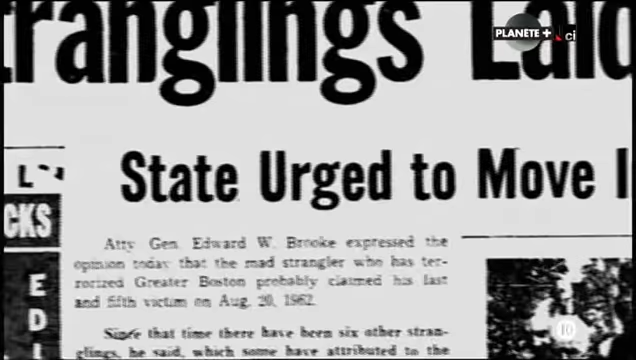 tranglings Laid
PLANETE+ CI
State Urged to Move I
L
CKS
E
D
I
Atty Gen. Edward W. Brooke expressed the
opinion today that the mad strangler who has ter-
rorized Greater Boston probably claimed his last
and fifth victim on Aug. 20, 1962.
Since that time there have been six other stran-
glings, he said, which some have attributed to the
10